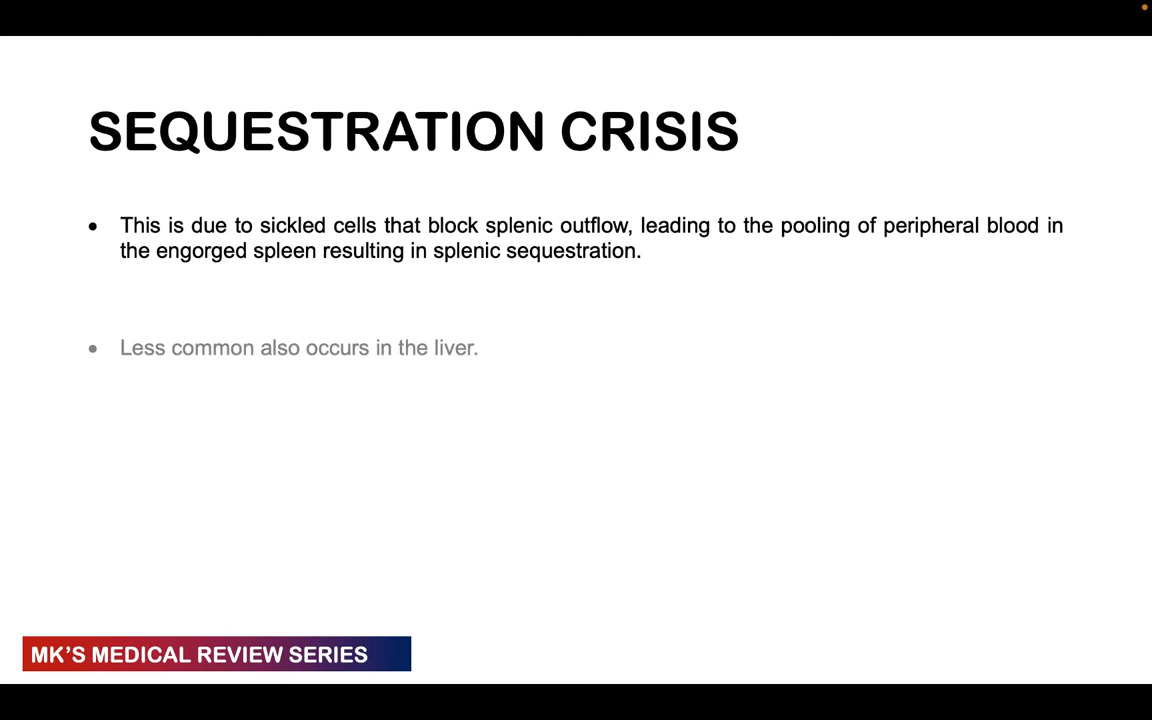 SEQUESTRATION CRISIS
• This is due to sickled cells that block splenic outflow, leading to the pooling of peripheral blood in
the engorged spleen resulting in splenic sequestration.
• Less common also occurs in the liver.
MK’S MEDICAL REVIEW SERIES